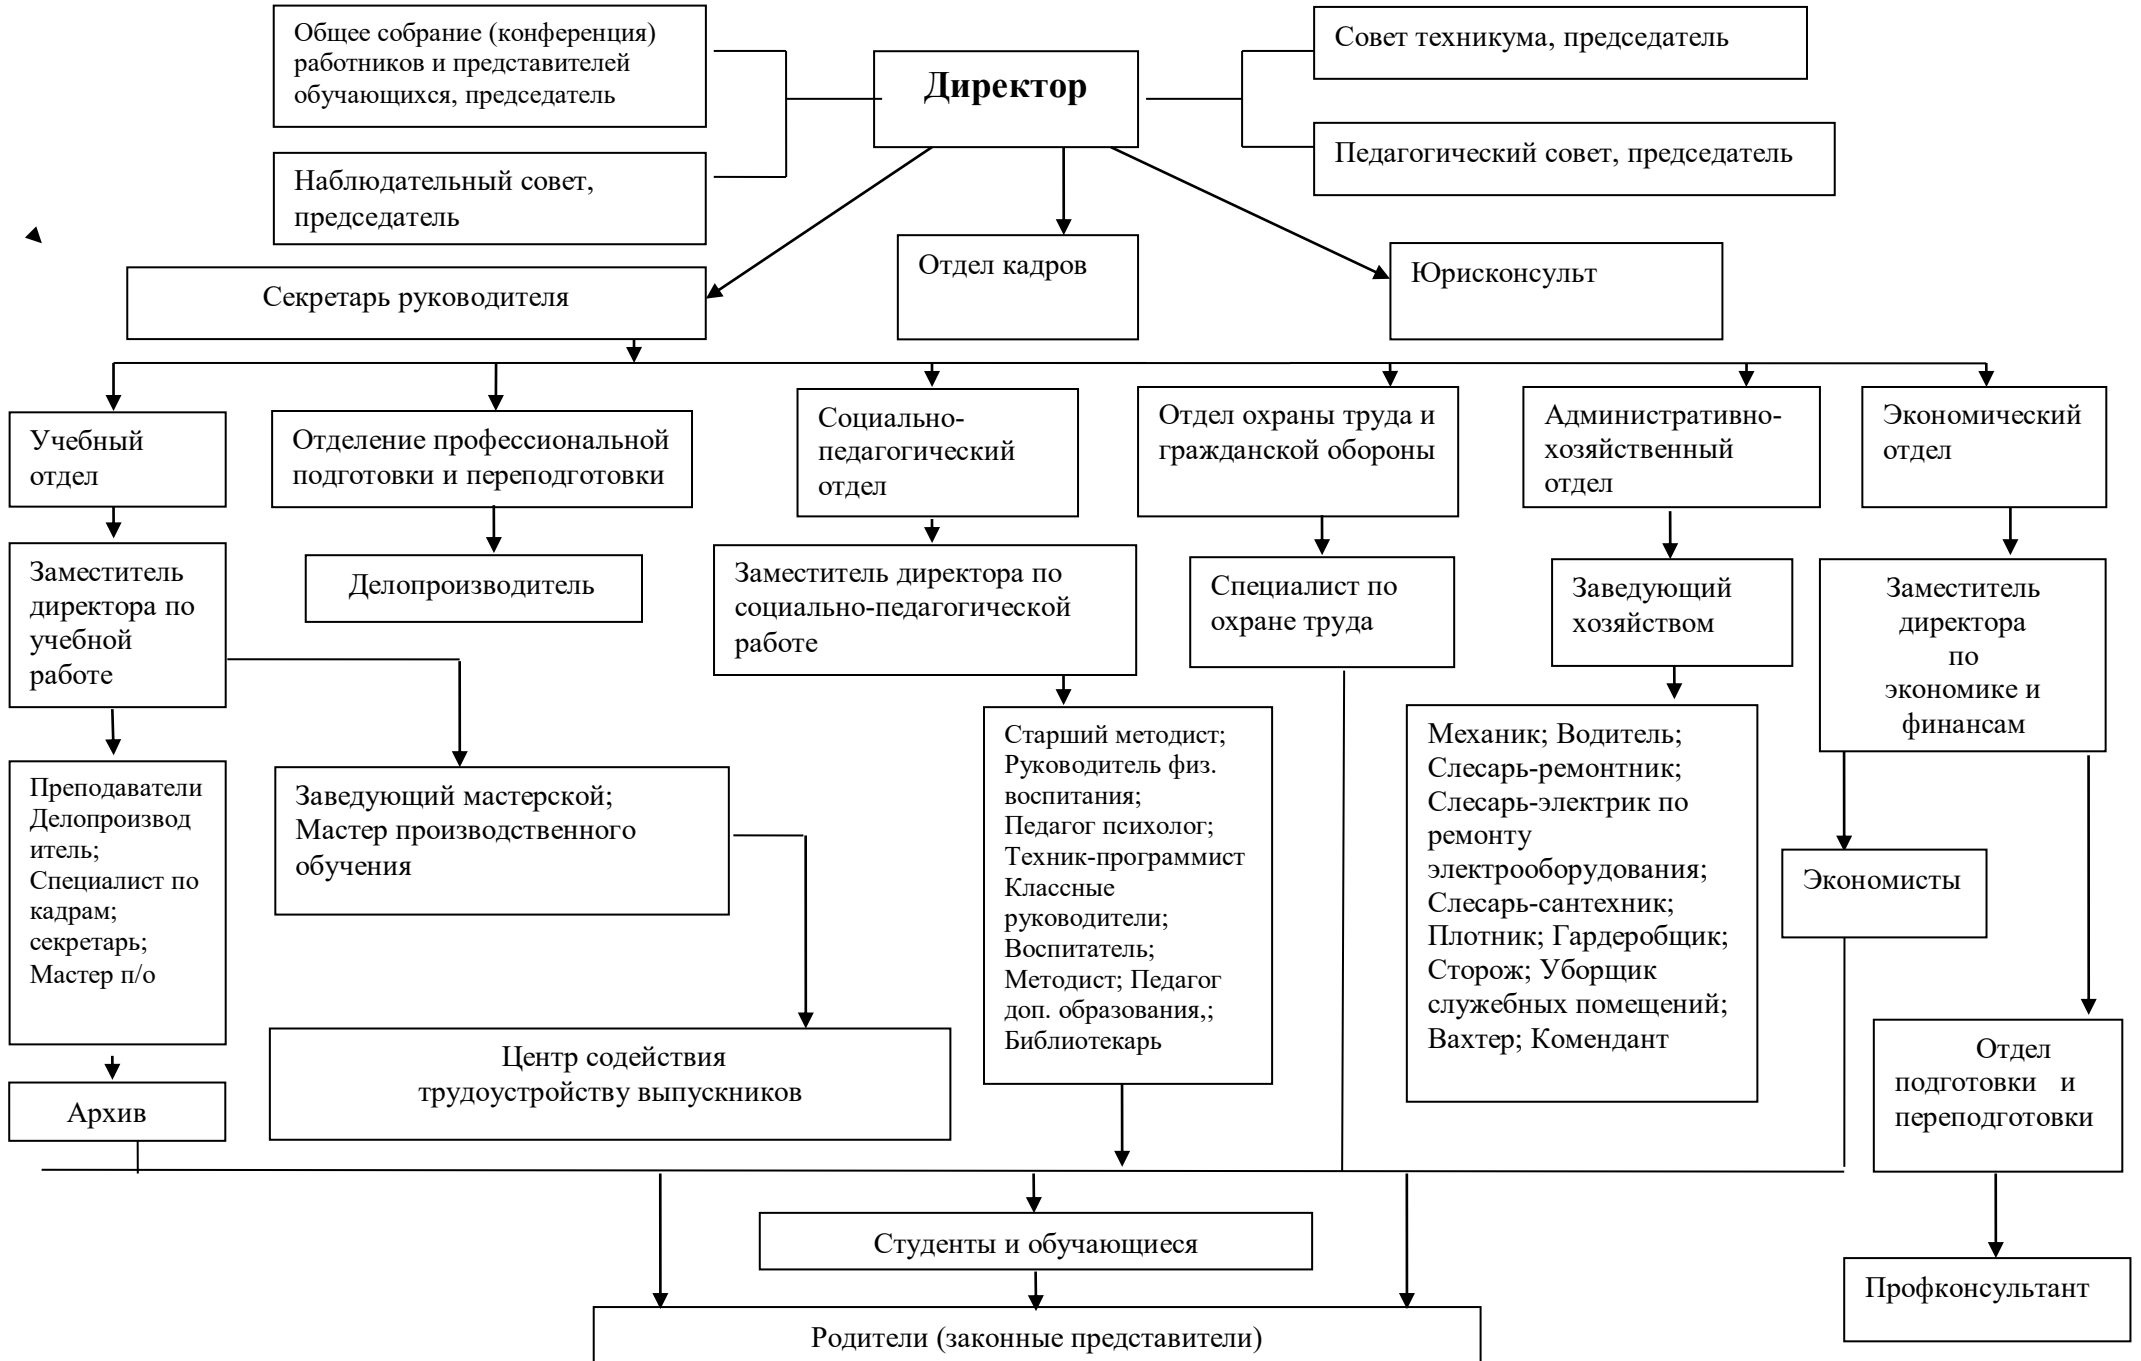 Общее собрание (конференция)
работников и представителей
обучающихся, председатель
Директор
Совет техникума, председатель
Педагогический совет, председатель
Наблюдательный совет,
председатель
Секретарь руководителя
Отдел кадров
Юрисконсульт
Учебный
отдел
Отделение профессиональной
подготовки и переподготовки
Социально-
педагогический
отдел
Отдел охраны труда и
гражданской обороны
Административно-
хозяйственный
отдел
Экономический
отдел
Заместитель
директора по
учебной
работе
Делопроизводитель
Заместитель директора по
социально-педагогической
работе
Специалист по
охране труда
Заведующий
хозяйством
Заместитель
директора
по
экономике и
финансам
Преподаватели
Делопроизвод
итель;
Специалист по
кадрам;
секретарь;
Мастер п/о
Заведующий мастерской;
Мастер производственного
обучения
Старший методист;
Руководитель физ.
воспитания;
Педагог психолог;
Техник-программист
Классные
руководители;
Воспитатель;
Методист; Педагог
доп. образования,;
Библиотекарь
Механик; Водитель;
Слесарь-ремонтник;
Слесарь-электрик по
ремонту
электрооборудования;
Слесарь-сантехник;
Плотник; Гардеробщик;
Сторож; Уборщик
служебных помещений;
Вахтер; Комендант
Экономисты
Архив
Центр содействия
трудоустройству выпускников
Отдел
подготовки и
переподготовки
Студенты и обучающиеся
Профконсультант
Родители (законные представители)